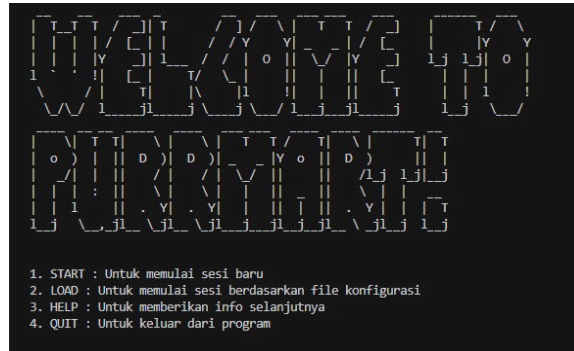 WELCOME TO
PURRYMART!
1. START : Untuk memulai sesi baru
2. LOAD : Untuk memulai sesi berdasarkan file konfigurasi
3. HELP : Untuk memberikan info selanjutnya
4. QUIT : Untuk keluar dari program